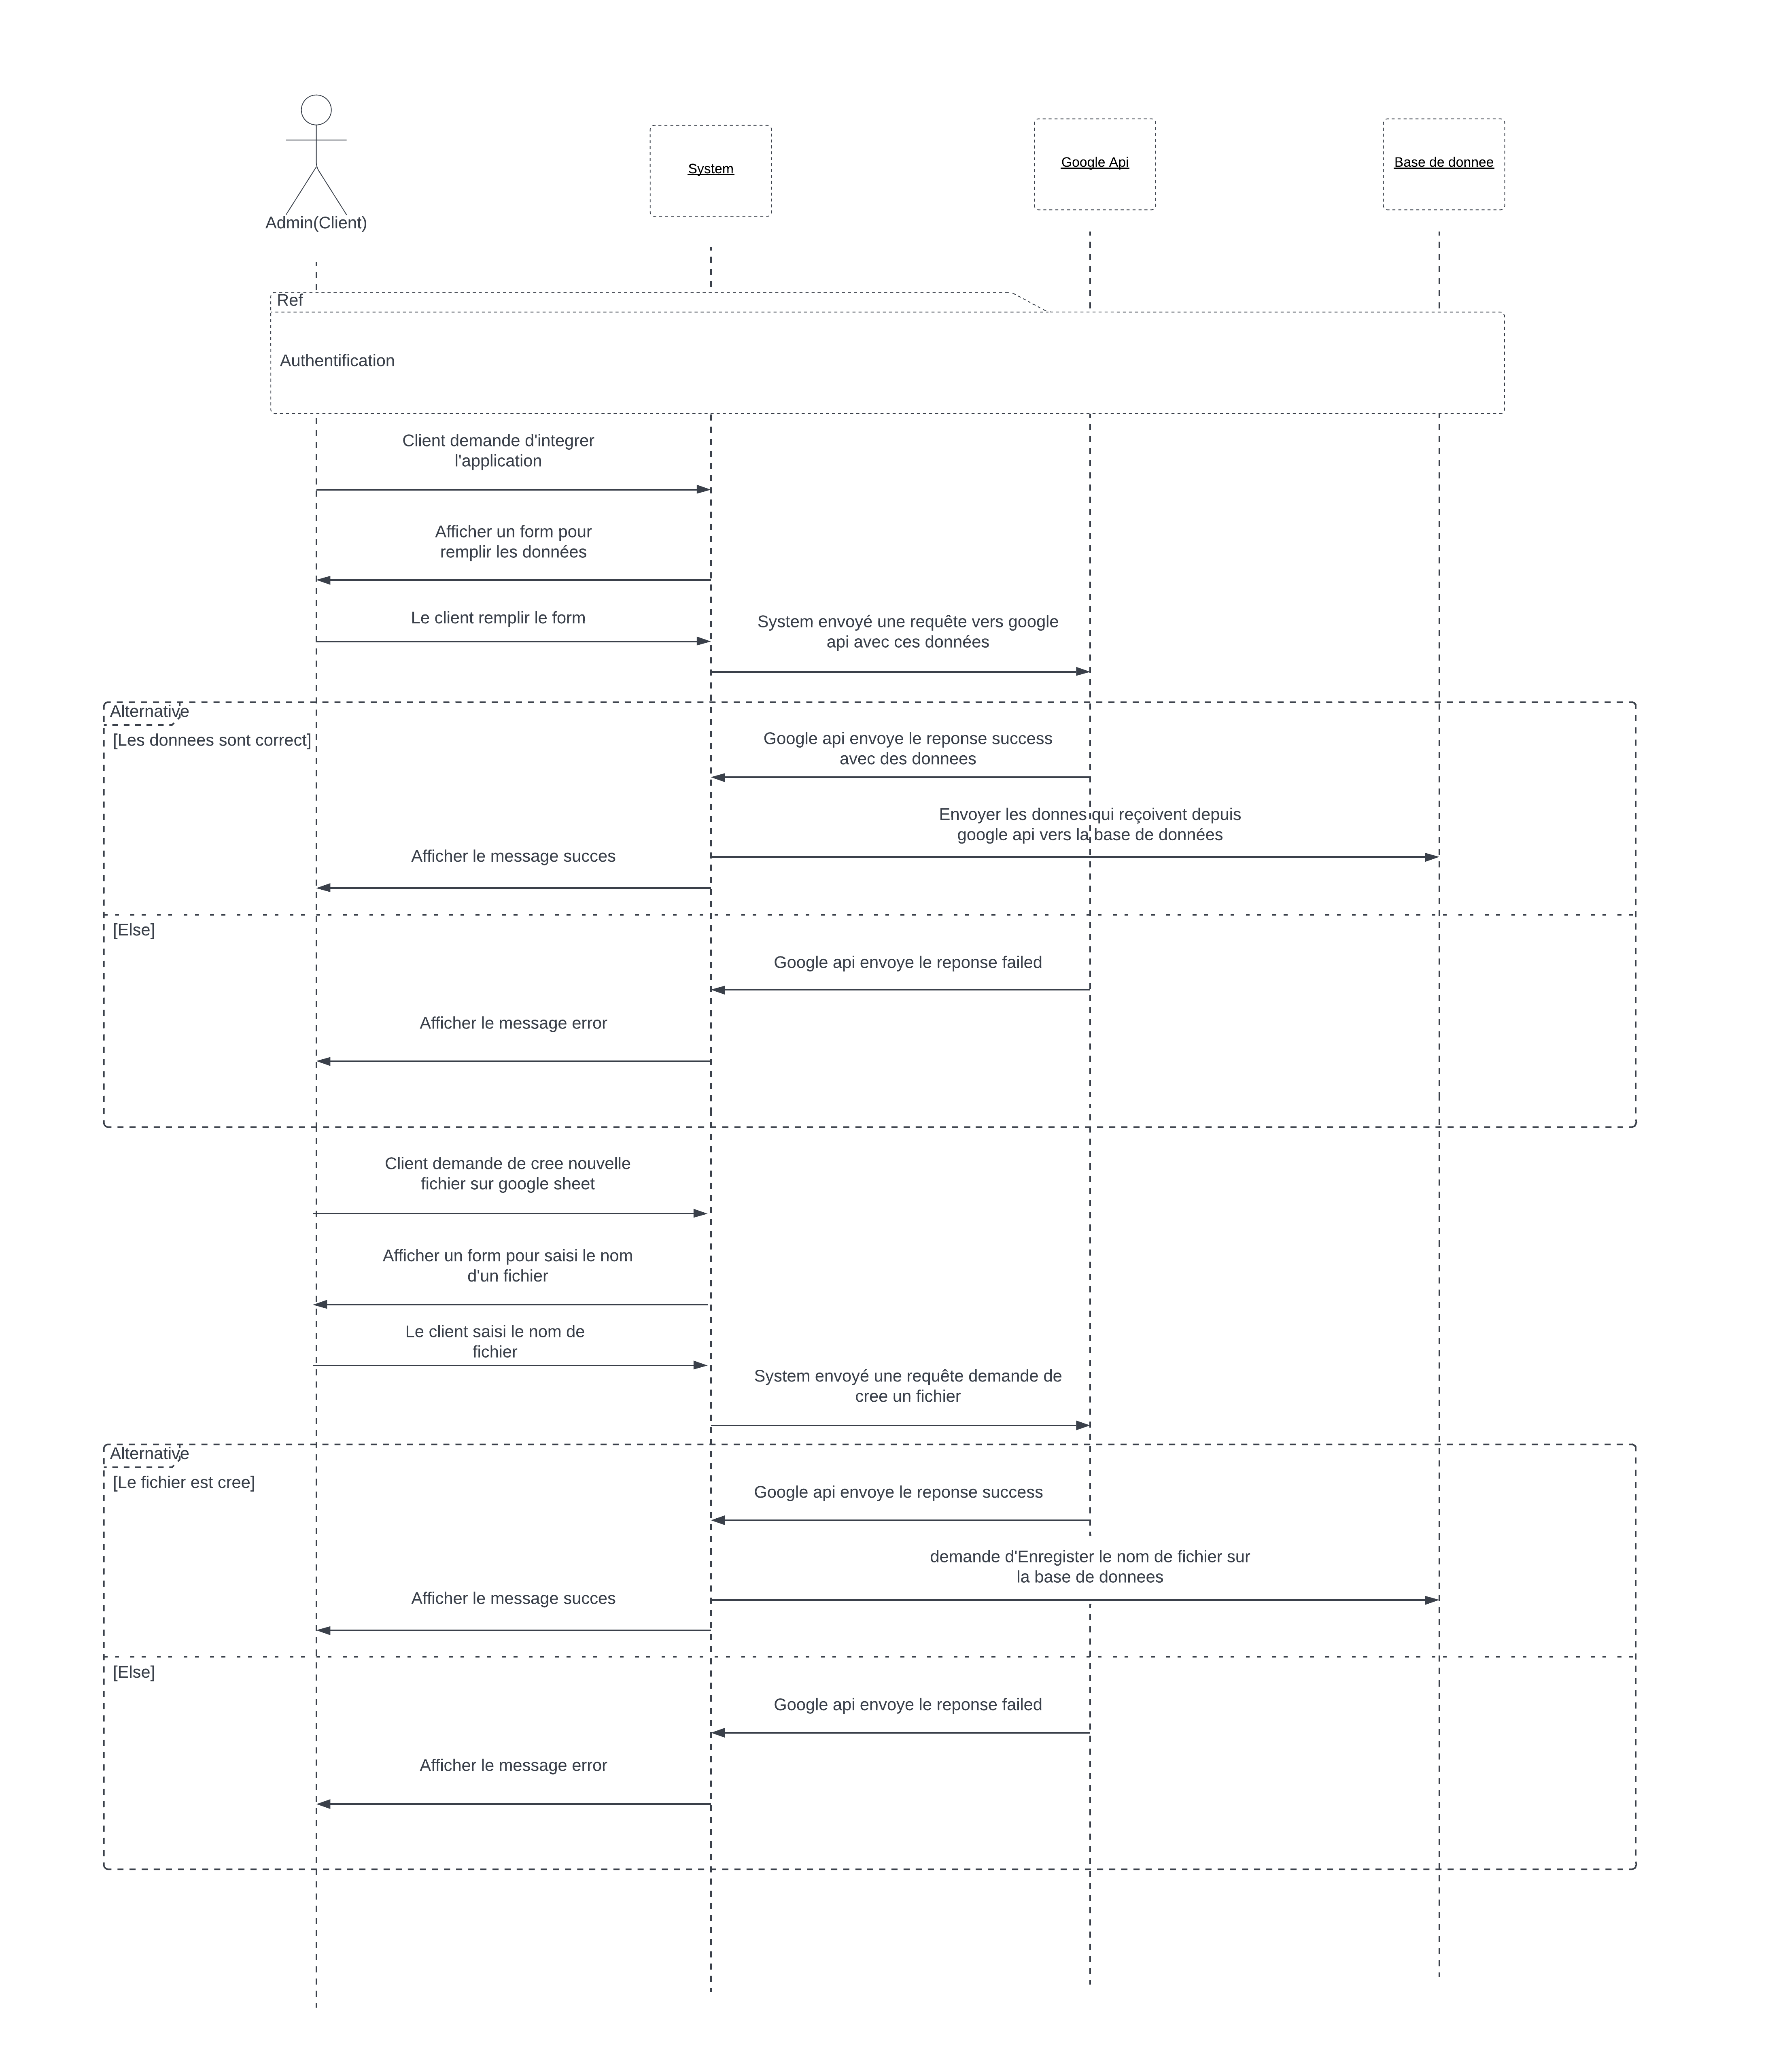 Admin(Client)
System
Google Api
Base de donnee
Ref
Authentification
Client demande d'integrer
l'application
Afficher un form pour
remplir les données
Le client remplir le form
System envoyé une requête vers google
api avec ces données
Alternative
[Les donnees sont correct]
Google api envoye le reponse success
avec des donnees
Envoyer les donnes qui reçoivent depuis
google api vers la base de données
Afficher le message succes
[Else]
Google api envoye le reponse failed
Afficher le message error
Client demande de cree nouvelle
fichier sur google sheet
Afficher un form pour saisi le nom
d'un fichier
Le client saisi le nom de
fichier
System envoyé une requête demande de
cree un fichier
Alternative
[Le fichier est cree]
Google api envoye le reponse success
demande d'Enregister le nom de fichier sur
la base de donnees
Afficher le message succes
[Else]
Google api envoye le reponse failed
Afficher le message error